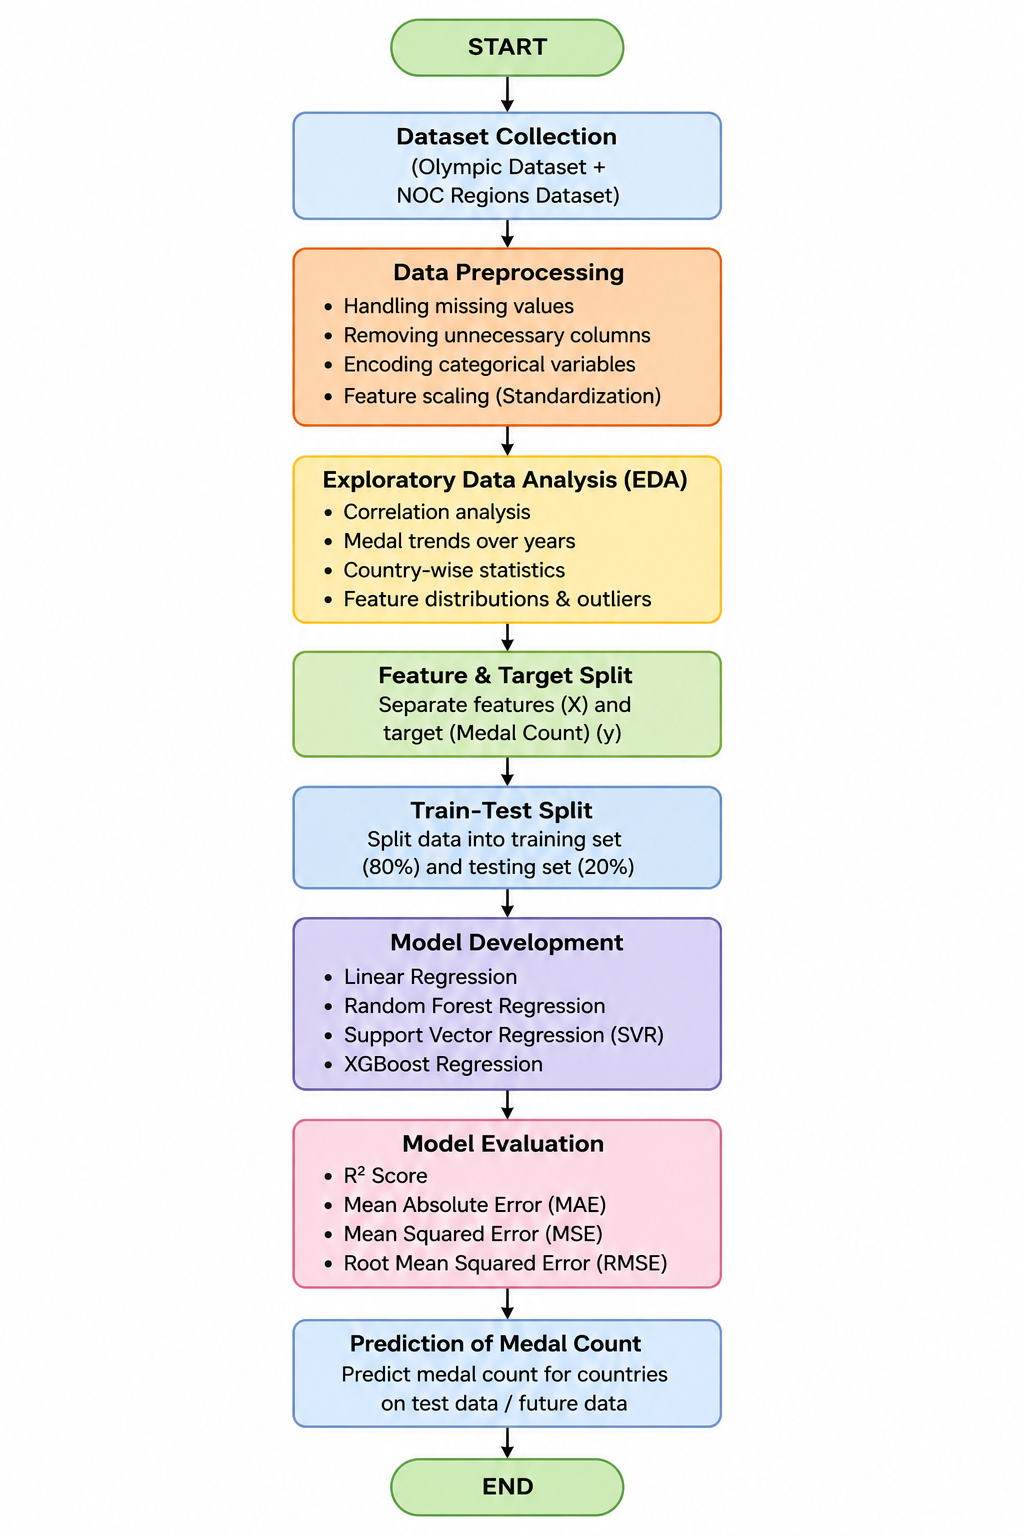 START
Dataset Collection
(Olympic Dataset +
NOC Regions Dataset)
Data Preprocessing
• Handling missing values
• Removing unnecessary columns
• Encoding categorical variables
• Feature scaling (Standardization)
Exploratory Data Analysis (EDA)
• Correlation analysis
• Medal trends over years
• Country-wise statistics
• Feature distributions & outliers
Feature & Target Split
Separate features (X) and
target (Medal Count) (y)
Train-Test Split
Split data into training set
(80%) and testing set (20%)
Model Development
• Linear Regression
• Random Forest Regression
• Support Vector Regression (SVR)
• XGBoost Regression
Model Evaluation
• R² Score
• Mean Absolute Error (MAE)
• Mean Squared Error (MSE)
• Root Mean Squared Error (RMSE)
Prediction of Medal Count
Predict medal count for countries
on test data / future data
END